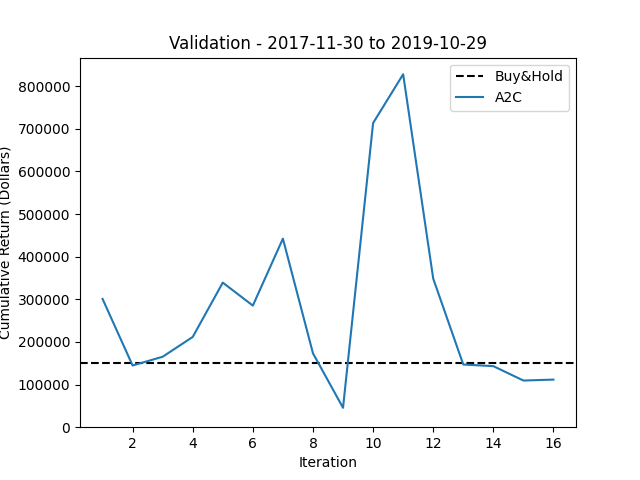 Validation - 2017-11-30 to 2019-10-29
Buy&Hold
A2C
Cumulative Return (Dollars)
800000
700000
600000
500000
400000
300000
200000
100000
0
2 4 6 8 10 12 14 16
Iteration